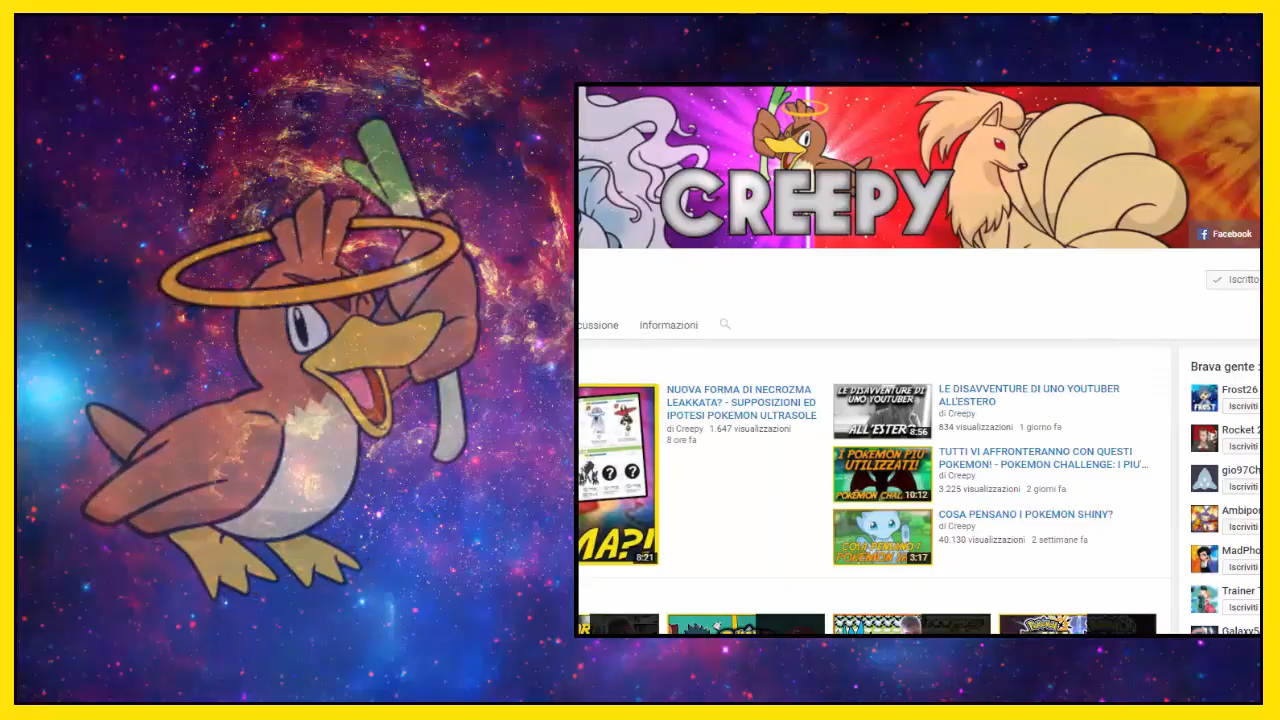 CREEPY
Facebook
Iscritto
cussione Informazioni
NUOVA FORMA DI NECROZMA
LEAKKATA? - SUPPOSIZIONI ED
IPOTESI POKEMON ULTRASOLE
di Creepy 1.647 visualizzazioni
8 ore fa
MA?!
8:21
LE DISAVVENTURE DI
UNO YOUTUBER
ALL'ESTER
8:56
LE DISAVVENTURE DI UNO YOUTUBER
ALL'ESTERO
di Creepy
834 visualizzazioni 1 giorno fa
I POKEMON PIU'
UTILIZZATI!
POKEMON CHAL
10:12
TUTTI VI AFFRONTERANNO CON QUESTI
POKEMON! - POKEMON CHALLENGE: I PIU'...
di Creepy
3.225 visualizzazioni 2 giorni fa
COSA PENSANO I
POKEMON
3:17
COSA PENSANO I POKEMON SHINY?
di Creepy
40.130 visualizzazioni 2 settimane fa
Brava gente :
Frost26
Iscriviti
Rocket 2
Iscriviti
gio97Ch
Iscriviti
Ambipo
Iscriviti
MadPho
Iscriviti
Trainer
Iscriviti
Galaxy5